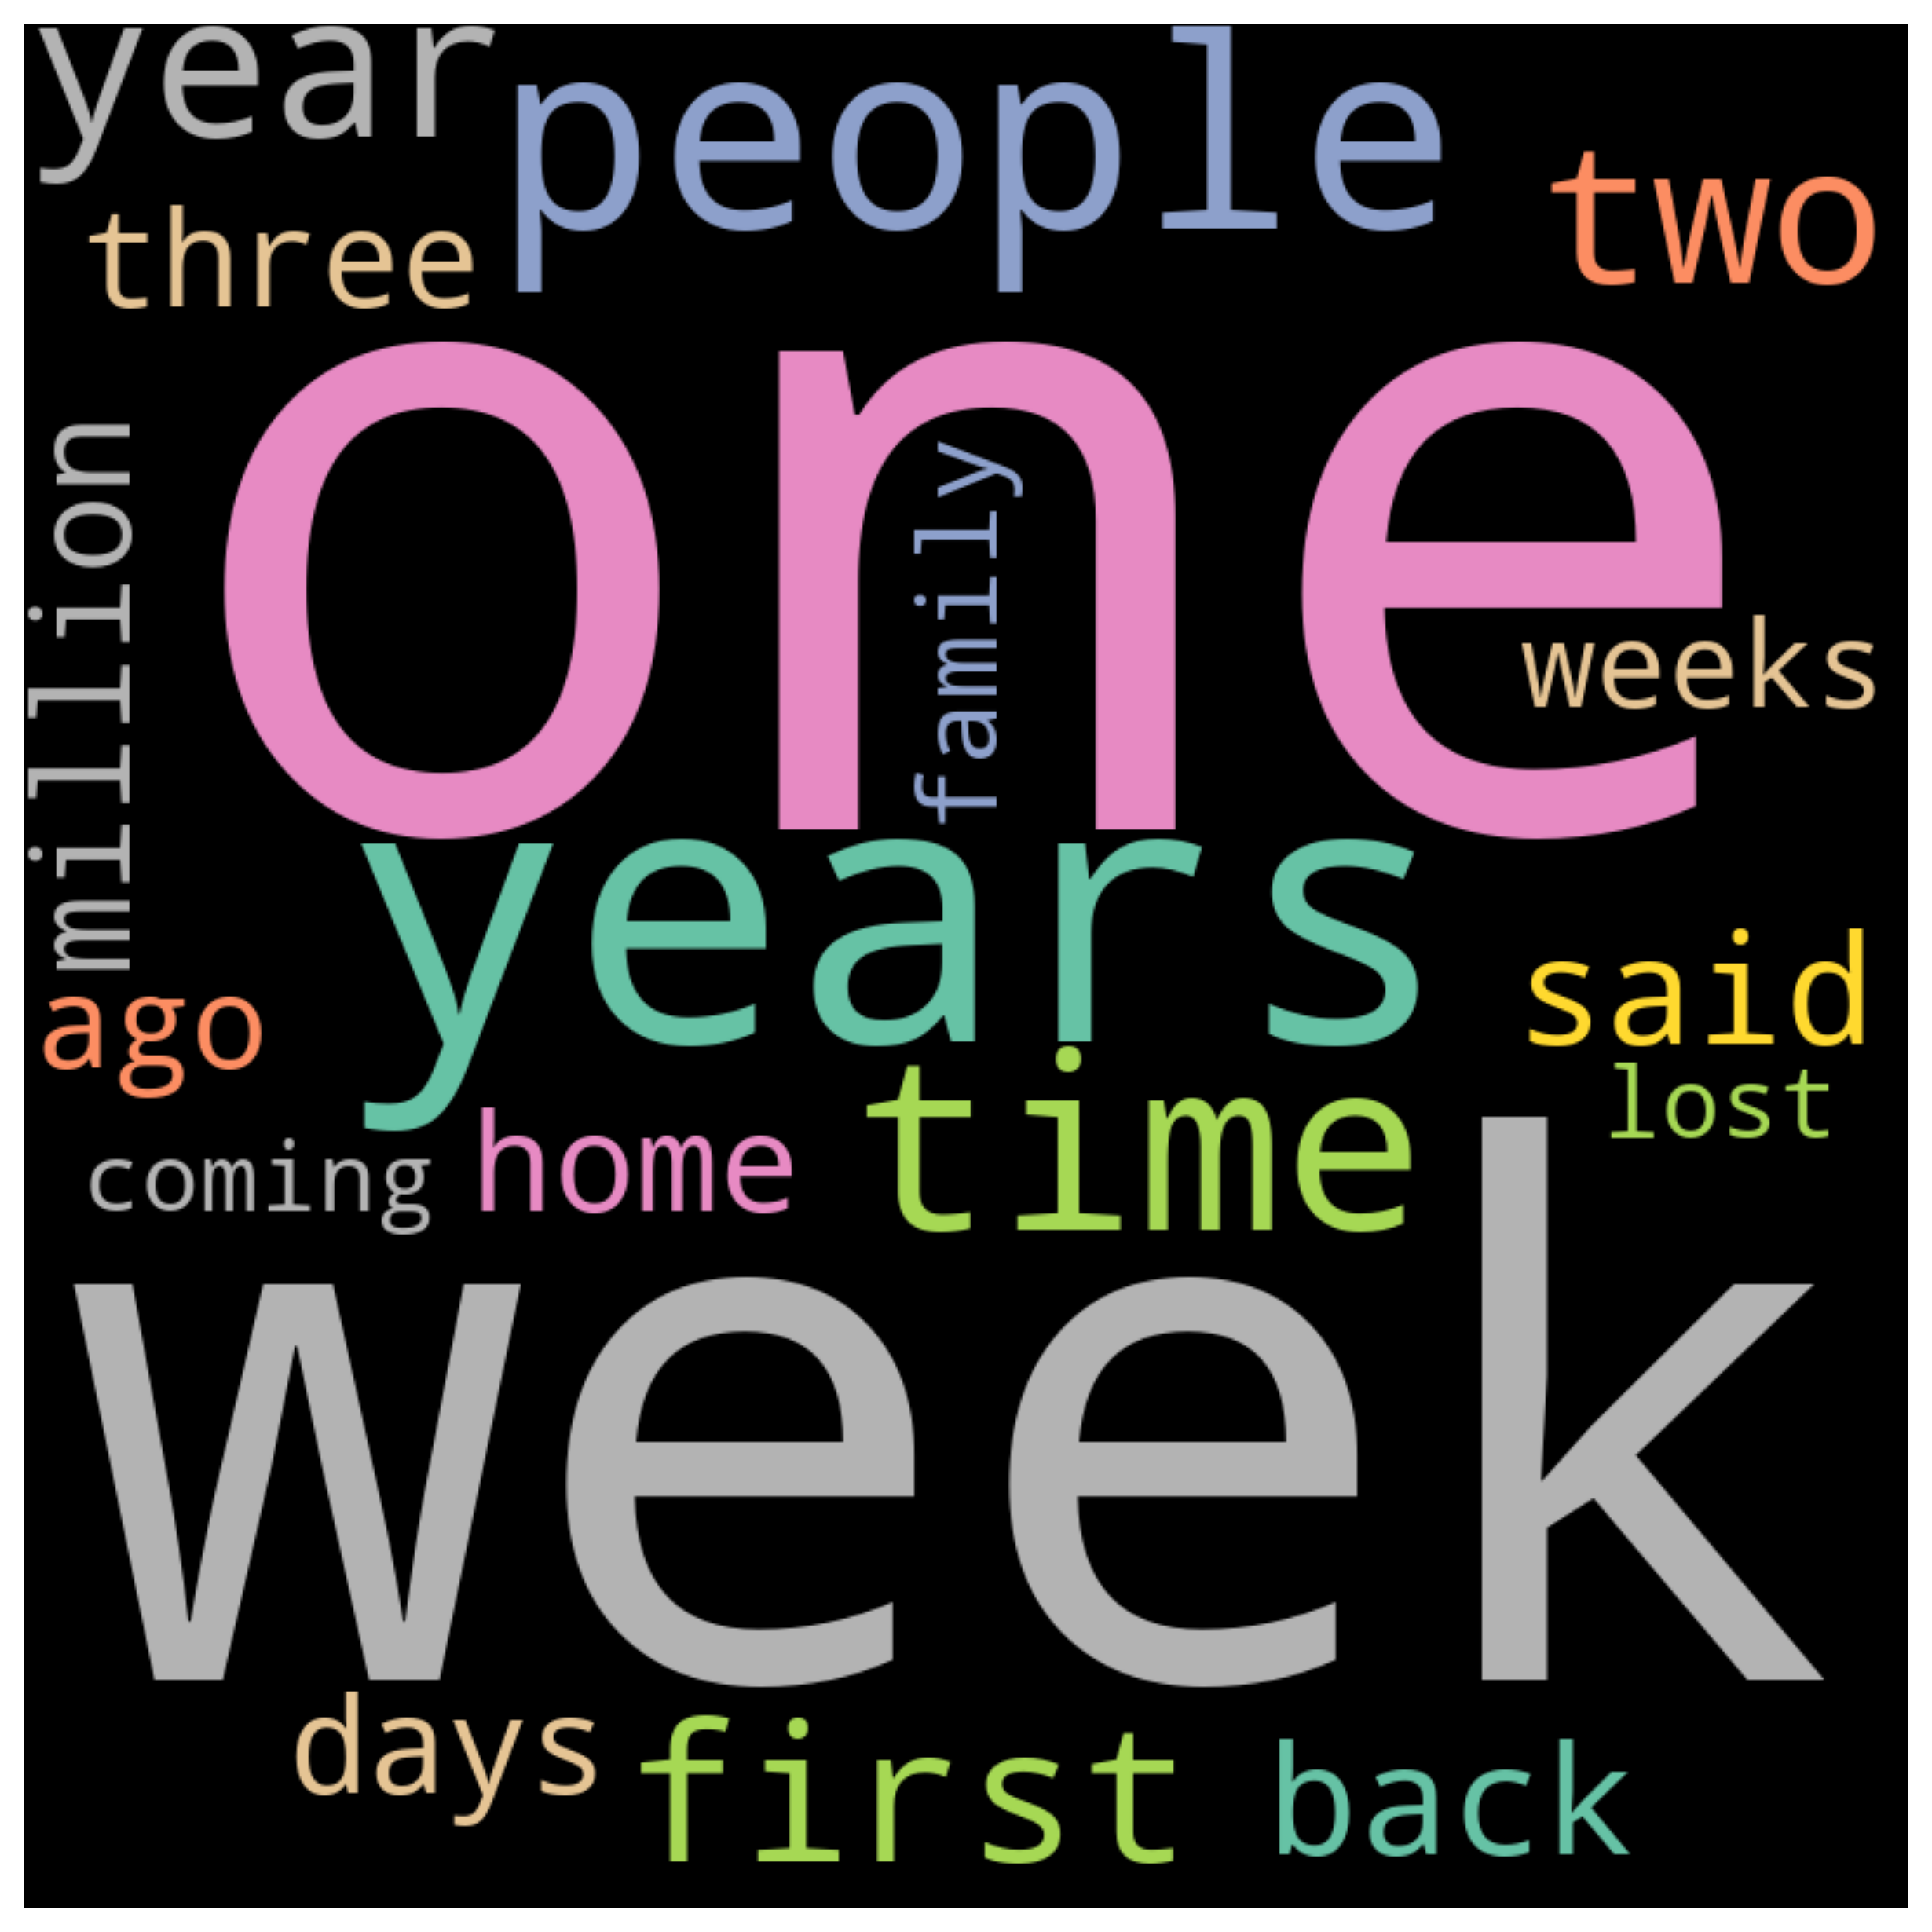 year
people
two
three
one
million
family
weeks
years
said
ago
time
lost
home
coming
week
days
first
back